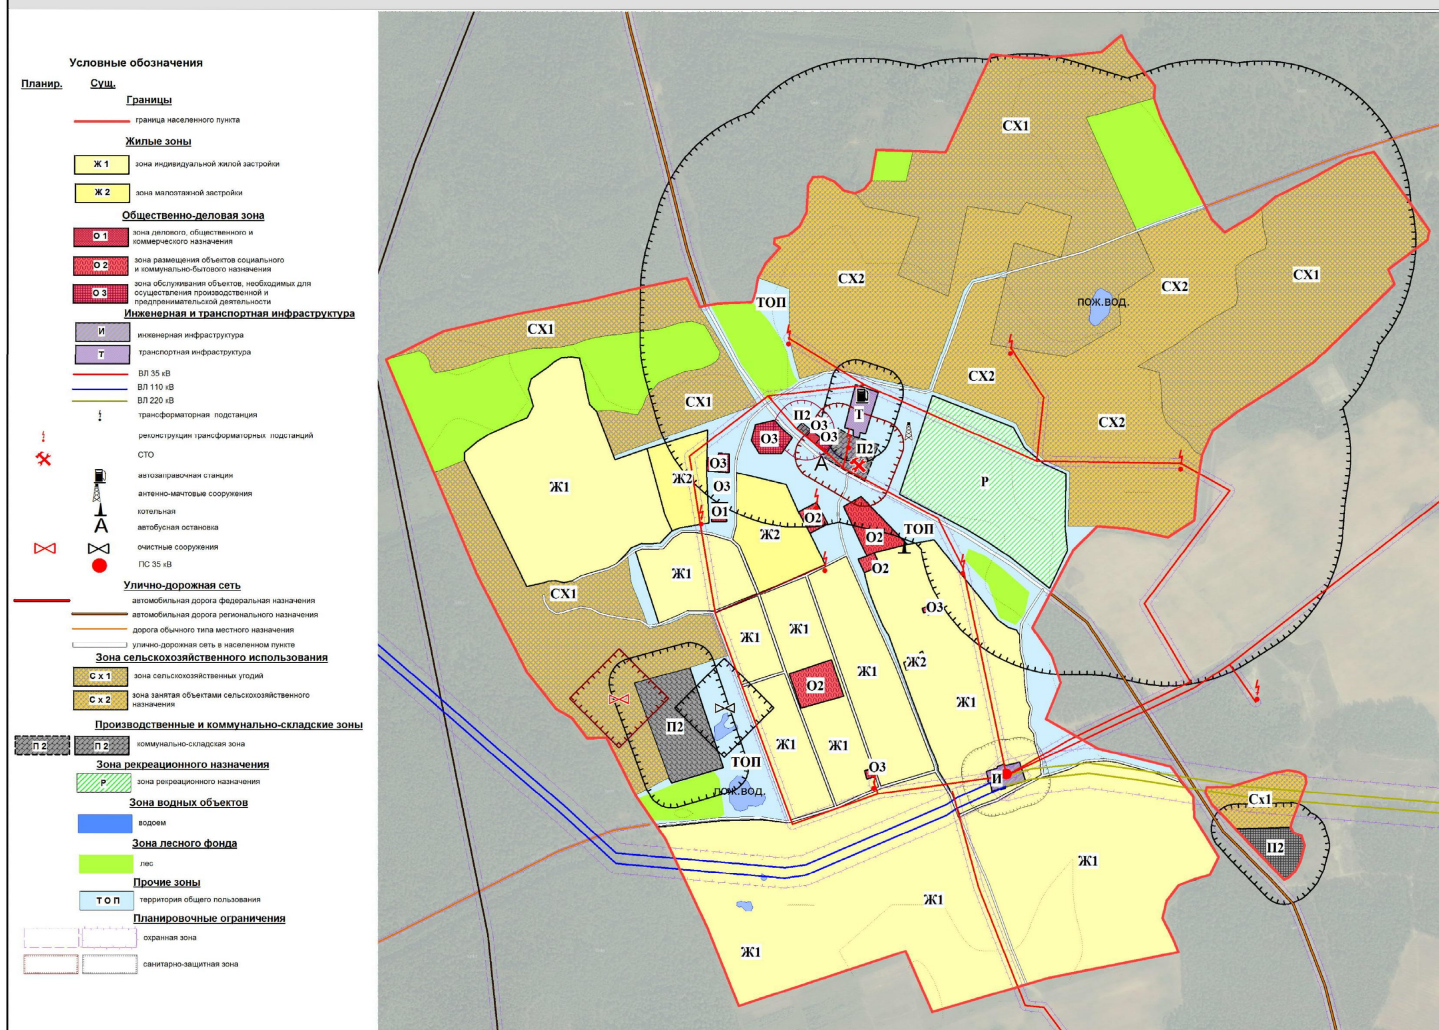 Условные обозначения
Планир. Сущ.
Границы
граница населенного пункта
Жилые зоны
Ж 1 зона индивидуальной жилой застройки
Ж 2 зона малоэтажной застройки
Общественно-деловая зона
О 1 зона делового, общественного и
коммерческого назначения
О 2 зона размещения объектов социального
и коммунально-бытового назначения
О 3 зона обслуживания объектов, необходимых для
осуществления производственной и
предпринимательской деятельности
Инженерная и транспортная инфраструктура
И инженерная инфраструктура
Т транспортная инфраструктура
ВЛ 35 кВ
ВЛ 110 кВ
ВЛ 220 кВ
трансформаторная подстанция
реконструкция трансформаторных подстанций
СТО
автозаправочная станция
антенно-мачтовые сооружения
котельная
А автобусная остановка
очистные сооружения
ПС 35 кВ
Улично-дорожная сеть
автомобильная дорога федеральная назначения
автомобильная дорога регионального назначения
дорога обычного типа местного назначения
улично-дорожная сеть в населенном пункте
Зона сельскохозяйственного использования
С х 1 зона сельскохозяйственных угодий
С х 2 зона занятая объектами сельскохозяйственного
назначения
Производственные и коммунально-складские зоны
П 2 П 2 коммунально-складская зона
Зона рекреационного назначения
Р зона рекреационного назначения
Зона водных объектов
водоем
Зона лесного фонда
лес
Прочие зоны
Т О П территория общего пользования
Планировочные ограничения
охранная зона
санитарно-защитная зона
СХ1
СХ2
СХ2
СХ1
ТОП
пож.вод.
СХ1
СХ2
СХ1
П2
Т
О3
О3
О3
СХ2
П2
А
О3
Ж2
Ж1
О3
Р
О1
О2
Ж2
О2
ТОП
О2
Ж1
СХ1
О3
Ж1
Ж1
Ж1
Ж2
О2
Ж1
П2
Ж1
Ж1
ТОП
О3
И
пож.вод.
Сх1
П2
Ж1
Ж1
Ж1